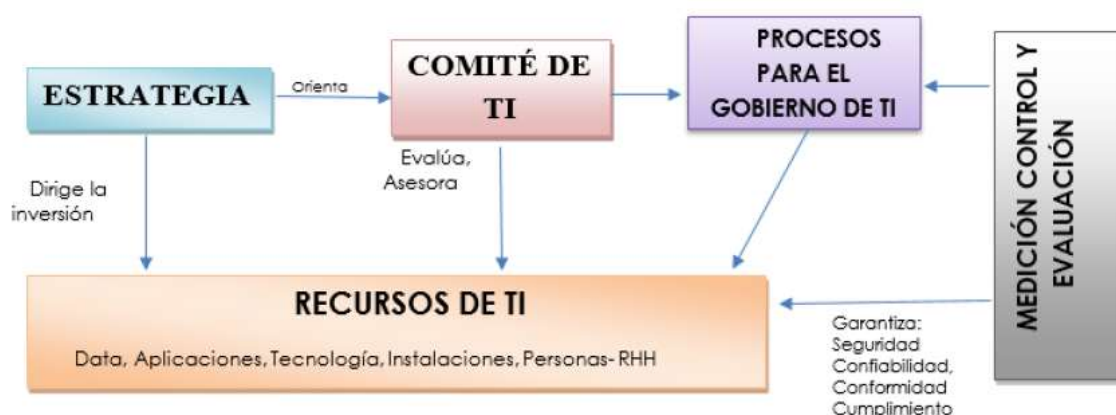 ESTRATEGIA
Orienta
COMITÉ DE
TI
PROCESOS
PARA EL
GOBIERNO DE TI
MEDICIÓN CONTROL Y
EVALUACIÓN
Dirige la
inversión
Evalúa,
Asesora
RECURSOS DE TI
Data, Aplicaciones, Tecnología, Instalaciones, Personas- RHH
Garantiza:
Seguridad
Confiabilidad,
Conformidad
Cumplimiento